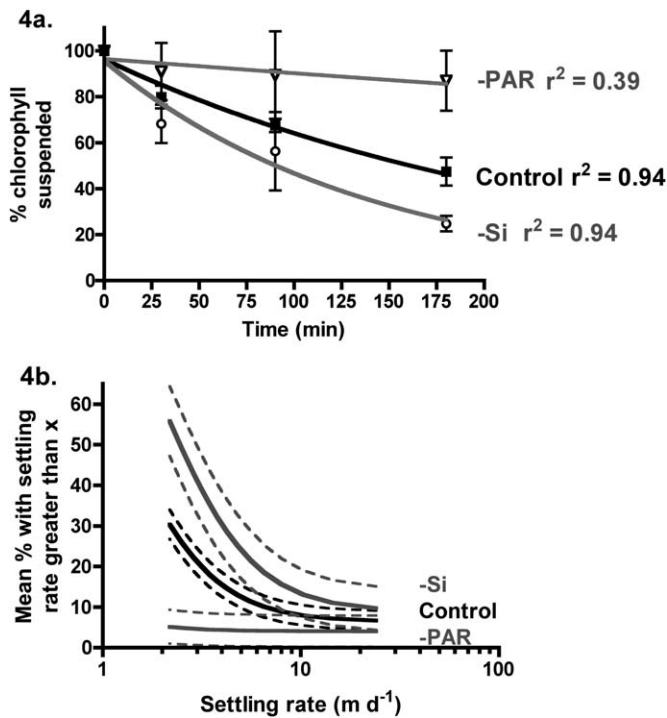 4a.
% chlorophyll
suspended
100
80
60
40
20
0
0 25 50 75 100 125 150 175 200
Time (min)
-PAR r² = 0.39
Control r² = 0.94
-Si r² = 0.94
4b.
Mean % with settling
rate greater than x
60
50
40
30
20
10
0
1 10 100
Settling rate (m d⁻¹)
-Si
Control
-PAR